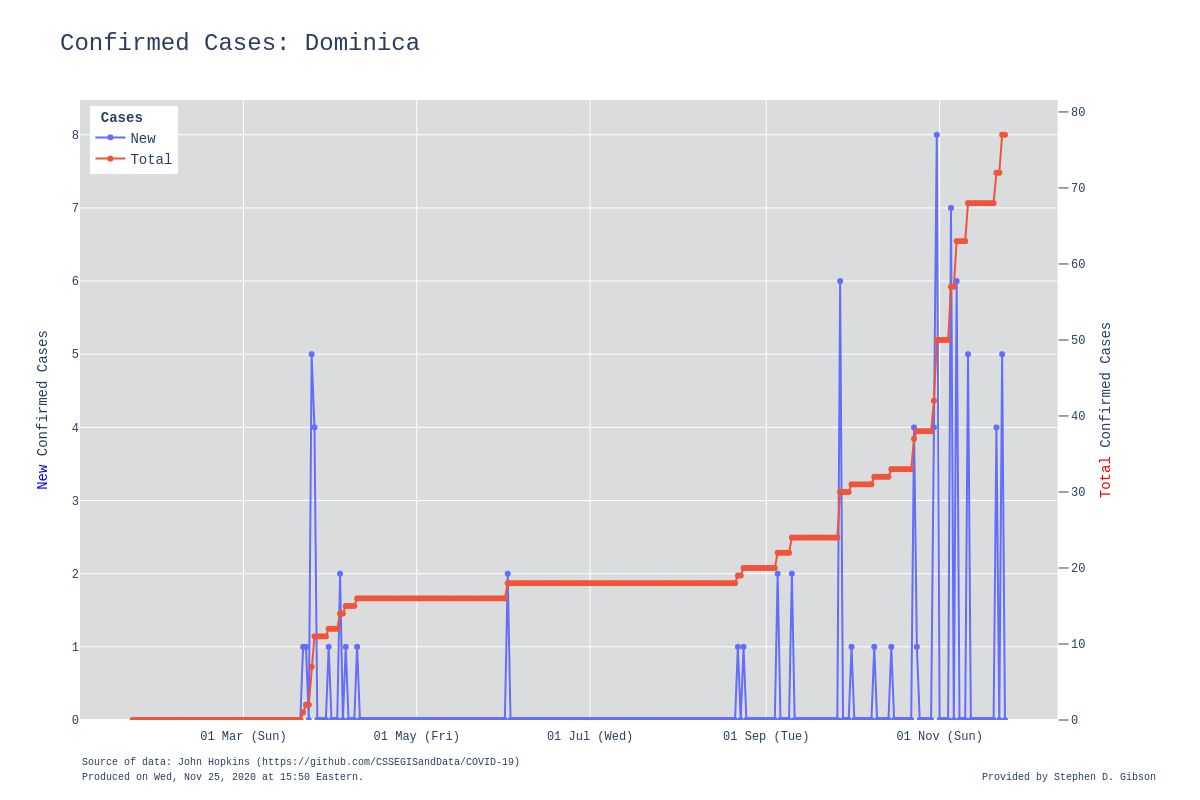 Confirmed Cases: Dominica
Cases
New
Total
8
7
6
5
4
3
2
1
0
New Confirmed Cases
80
70
60
50
40
30
20
10
0
Total Confirmed Cases
01 Mar (Sun) 01 May (Fri) 01 Jul (Wed) 01 Sep (Tue) 01 Nov (Sun)
Source of data: John Hopkins (https://github.com/CSSEGISandData/COVID-19)
Produced on Wed, Nov 25, 2020 at 15:50 Eastern.
Provided by Stephen D. Gibson